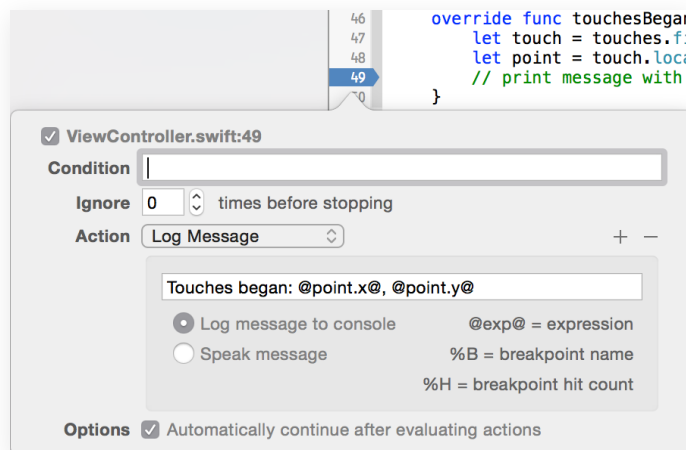 46 override func touchesBegan
47 let touch = touches.fi
48 let point = touch.loca
49 // print message with
50 }
ViewController.swift:49
Condition
Ignore 0 times before stopping
Action Log Message + −
Touches began: @point.x@, @point.y@
Log message to console @exp@ = expression
Speak message %B = breakpoint name
%H = breakpoint hit count
Options Automatically continue after evaluating actions